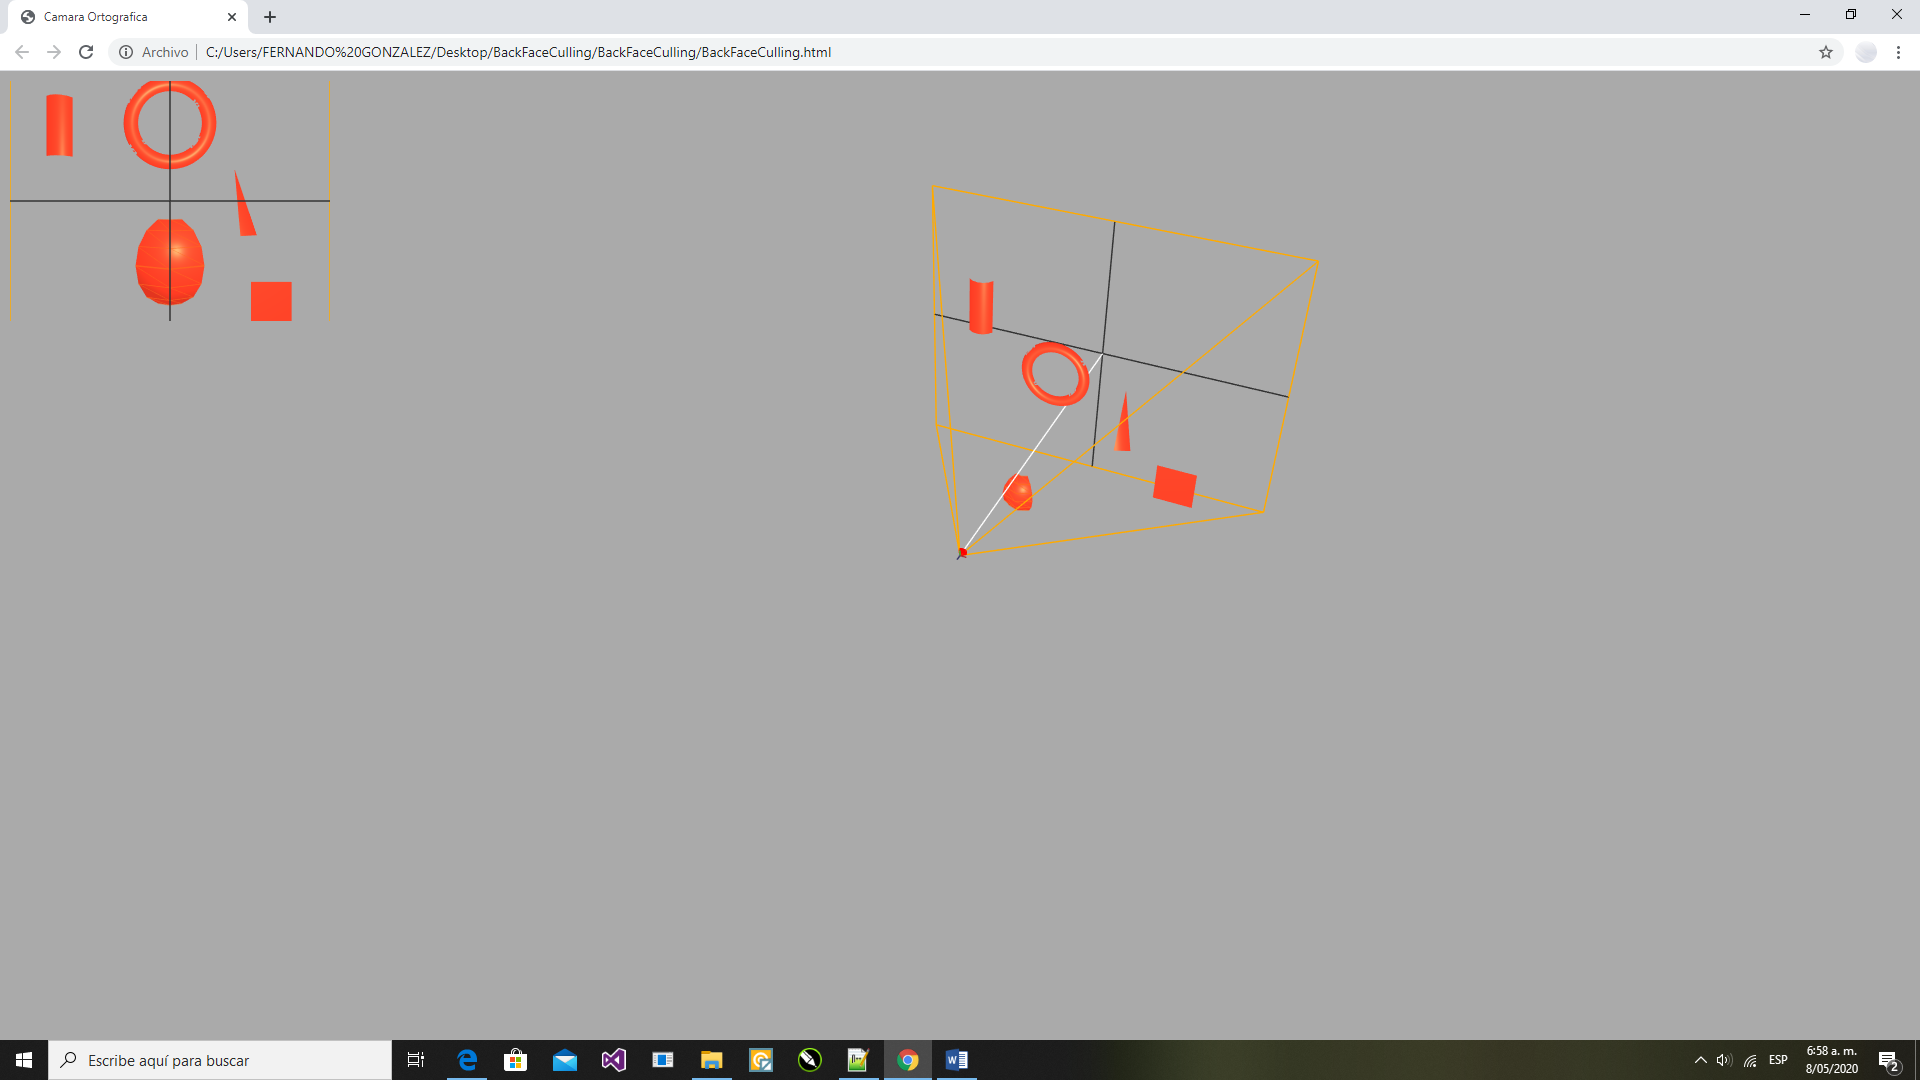 Camara Ortografica
Archivo
C:/Users/FERNANDO%20GONZALEZ/Desktop/BackFaceCulling/BackFaceCulling/BackFaceCulling.html
Escribe aquí para buscar
ESP
6:58 a. m.
8/05/2020
2